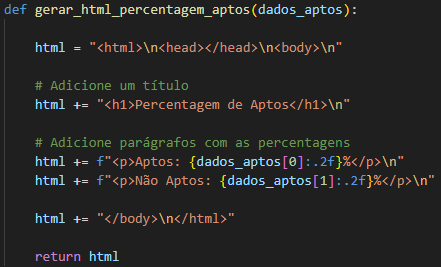 def gerar_html_percentagem_aptos(dados_aptos):
html = "<html>\n<head></head>\n<body>\n"
# Adicione um título
html += "<h1>Percentagem de Aptos</h1>\n"
# Adicione parágrafos com as percentagens
html += f"<p>Aptos: {dados_aptos[0]:.2f}%</p>\n"
html += f"<p>Não Aptos: {dados_aptos[1]:.2f}%</p>\n"
html += "</body>\n</html>"
return html